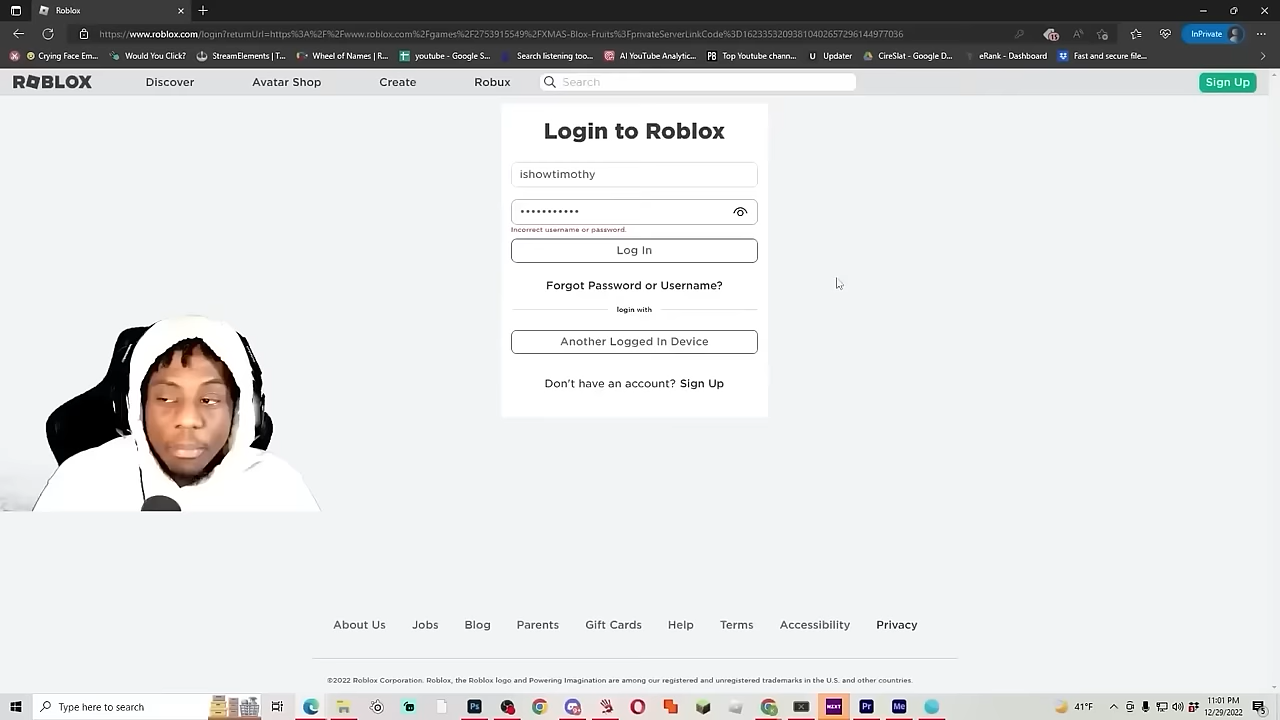 Roblox
https://www.roblox.com/login?returnUrl=https%3A%2F%2Fwww.roblox.com%2Fgames%2F2753915549%2FXMAS-Blox-Fruits%3FprivateServerLinkCode%3D16233532093810402657296144977036
InPrivate
Crying Face Em... Would You Click? StreamElements | T... Wheel of Names | R... youtube - Google S... Search listening too... AI YouTube Analytic... Top Youtube chann... Updater CireSlat - Google D... eRank - Dashboard Fast and secure file...
ROBLOX Discover Avatar Shop Create Robux Search Sign Up
Login to Roblox
ishowtimothy
•••••••••••
Incorrect username or password.
Log In
Forgot Password or Username?
login with
Another Logged In Device
Don't have an account? Sign Up
About Us Jobs Blog Parents Gift Cards Help Terms Accessibility Privacy
©2022 Roblox Corporation. Roblox, the Roblox logo and Powering Imagination are among our registered and unregistered trademarks in the U.S. and other countries.
Type here to search
Ps
Pr
Me
41°F
11:01 PM
12/29/2022